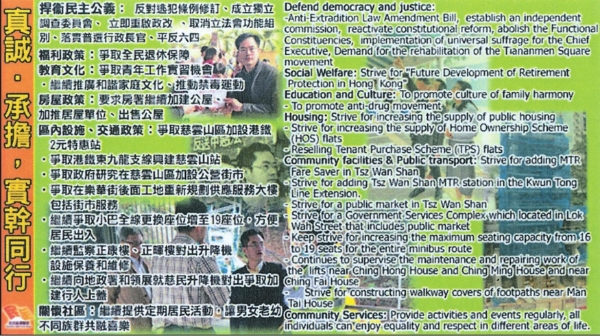 真誠·承擔，實幹同行
捍衛民主公義： 反對逃犯條例修訂、成立獨立
調查委員會、 立即重啟政改、 取消立法會功能組
別、落實普選行政長官、平反六四
福利政策：爭取全民退休保障
教育文化：爭取青年工作實習機會
· 繼續推廣和諧家庭文化、推動禁毒運動
房屋政策：要求房署繼續加建公屋、
加推居屋單位、出售公屋
區內設施、交通政策：爭取慈雲山區加設港鐵
2元特惠站
· 爭取港鐵東九龍支線興建慈雲山站
· 爭取政府研究在慈雲山區加設公營街市
· 爭取在樂華街後面工地重新規劃供應服務大樓
包括街市服務
· 繼續爭取小巴全線更換座位增至19座位，方便
居民出入
· 繼續監察正康樓、正暉樓對出升降機
設施保養和維修
· 繼續向地政署和領展就慈民升降機對出爭取加
建行人上蓋
關懷社區：繼續提供定期居民活動，讓男女老幼
不同族群共融喜樂
Defend democracy and justice:
-Anti-Extradition Law Amendment Bill, establish an independent
commission, reactivate constitutional reform, abolish the Functional
Constituencies, implementation of universal suffrage for the Chief
Executive, Demand for the rehabilitation of the Tiananmen Square
movement
Social Welfare: Strive for "Future Development of Retirement
Protection in Hong Kong"
Education and Culture: To promote culture of family harmony
- To promote anti-drug movement
Housing: Strive for increasing the supply of public housing
- Strive for increasing the supply of Home Ownership Scheme
(HOS) flats
- Reselling Tenant Purchase Scheme (TPS) flats
Community facilities & Public transport: Strive for adding MTR
Fare Saver in Tsz Wan Shan
- Strive for adding Tsz Wan Shan MTR station in the Kwun Tong
Line Extension.
- Strive for a public market in Tsz Wan Shan
- Strive for a Government Services Complex which located in Lok
Wah Street that includes public market
- Keep strive for increasing the maximum seating capacity from 16
to 19 seats for the entire minibus route
- Continues to supervise the maintenance and repairing work of
the lifts near Ching Hong House and Ching Ming House and near
Ching Fai House
- Strive for constructing walkway covers of footpaths near Man
Tai House
Community Services: Provide activities and events regularly, all
individuals can enjoy equality and respect in different areas of life.